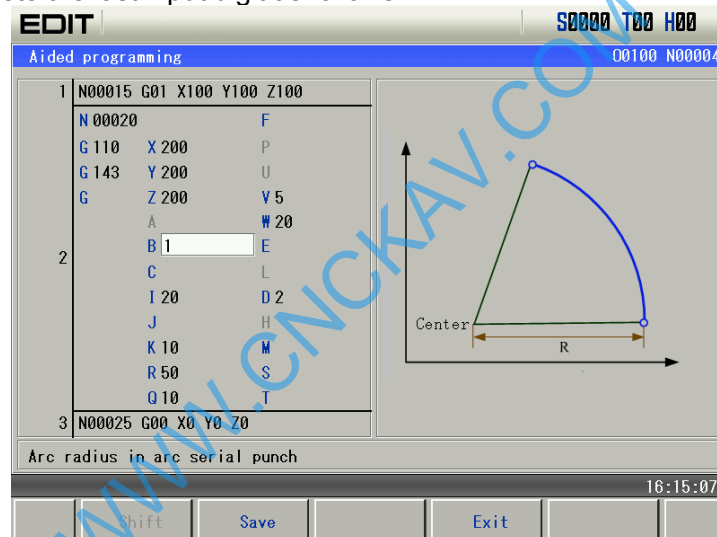 EDIT S0000 T00 H00
Aided programming O0100 N00004
1 N00015 G01 X100 Y100 Z100
N 00020 F
G 110 X 200 P
G 143 Y 200 U
G Z 200 V 5
A W 20
B 1 E
2
C L
I 20 D 2
J H
K 10 M
R 50 S
Q 10 T
3 N00025 G00 X0 Y0 Z0
Center
R
Arc radius in arc serial punch
16:15:07
Shift Save Exit
WWW.CNCKAV.COM